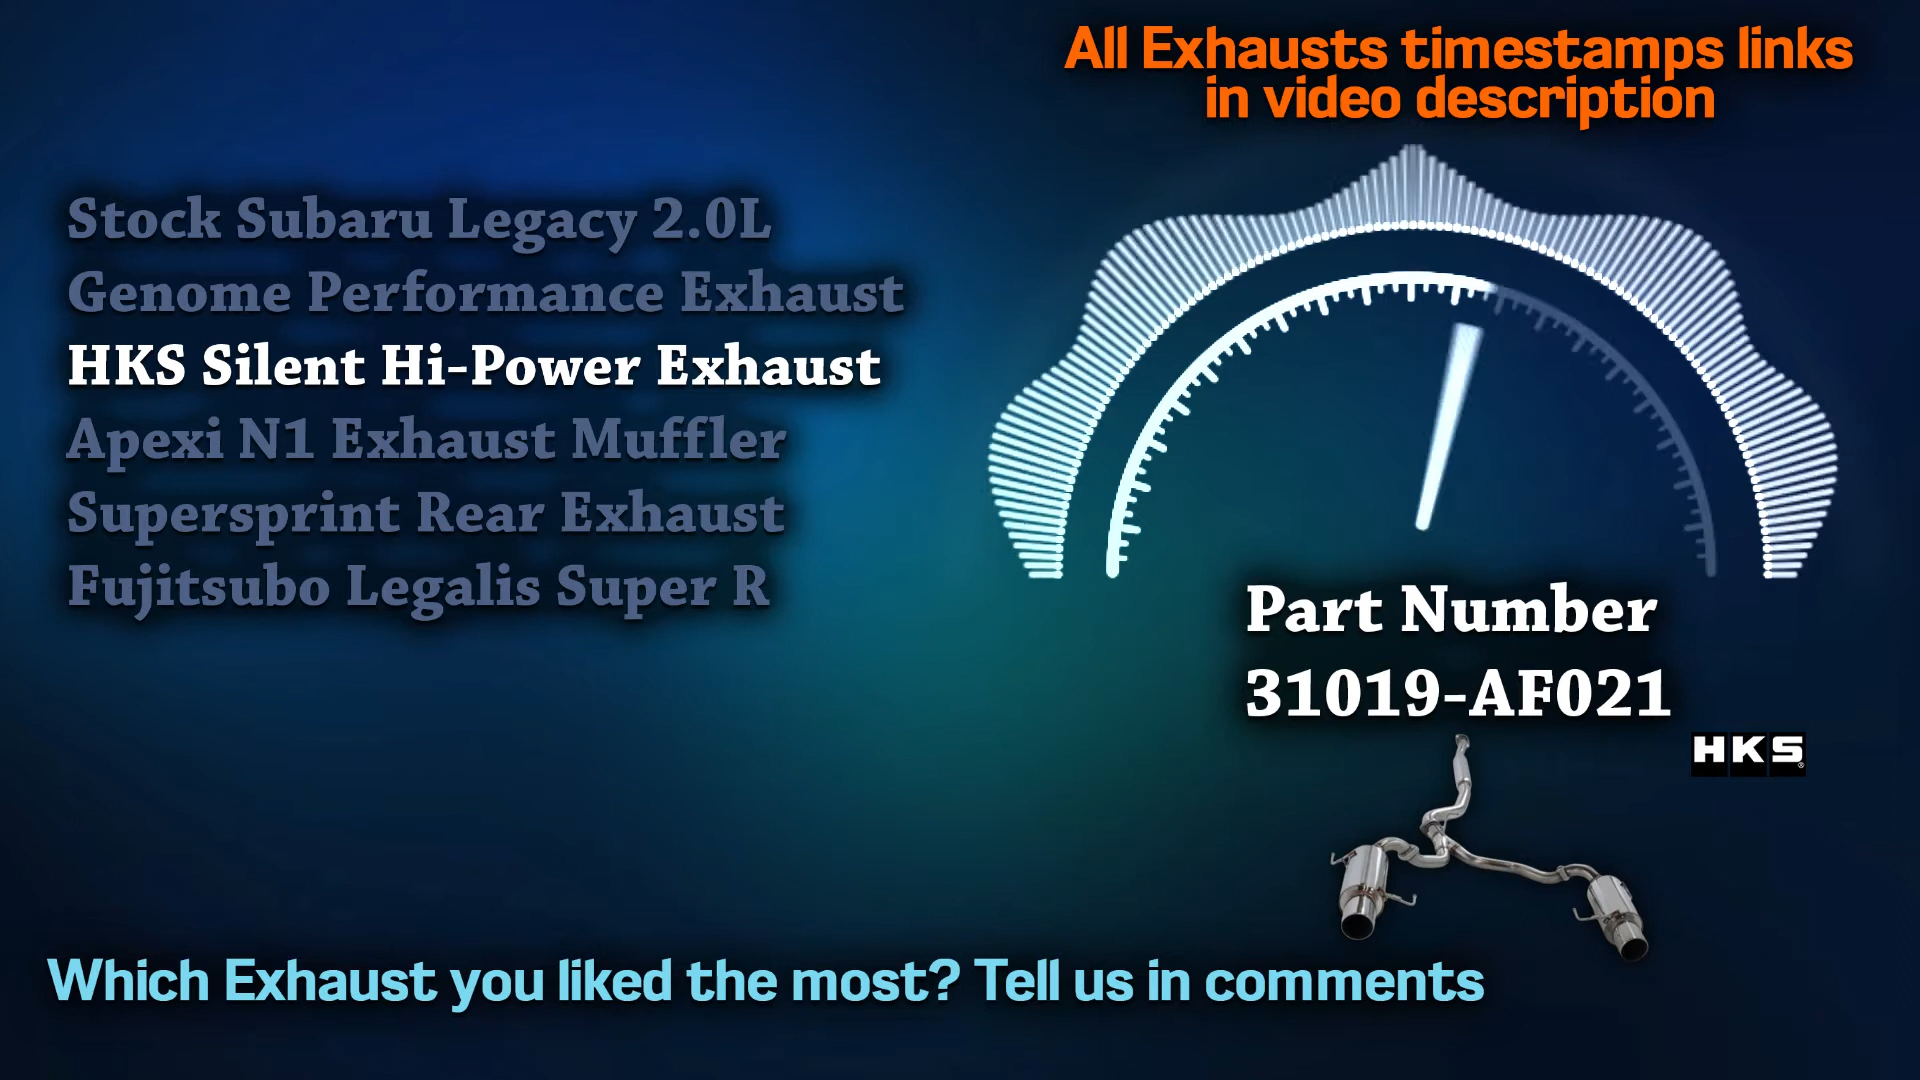 All Exhausts timestamps links
in video description
Stock Subaru Legacy 2.0L
Genome Performance Exhaust
HKS Silent Hi-Power Exhaust
Apexi N1 Exhaust Muffler
Supersprint Rear Exhaust
Fujitsubo Legalis Super R
Part Number
31019-AF021
HKS
Which Exhaust you liked the most? Tell us in comments